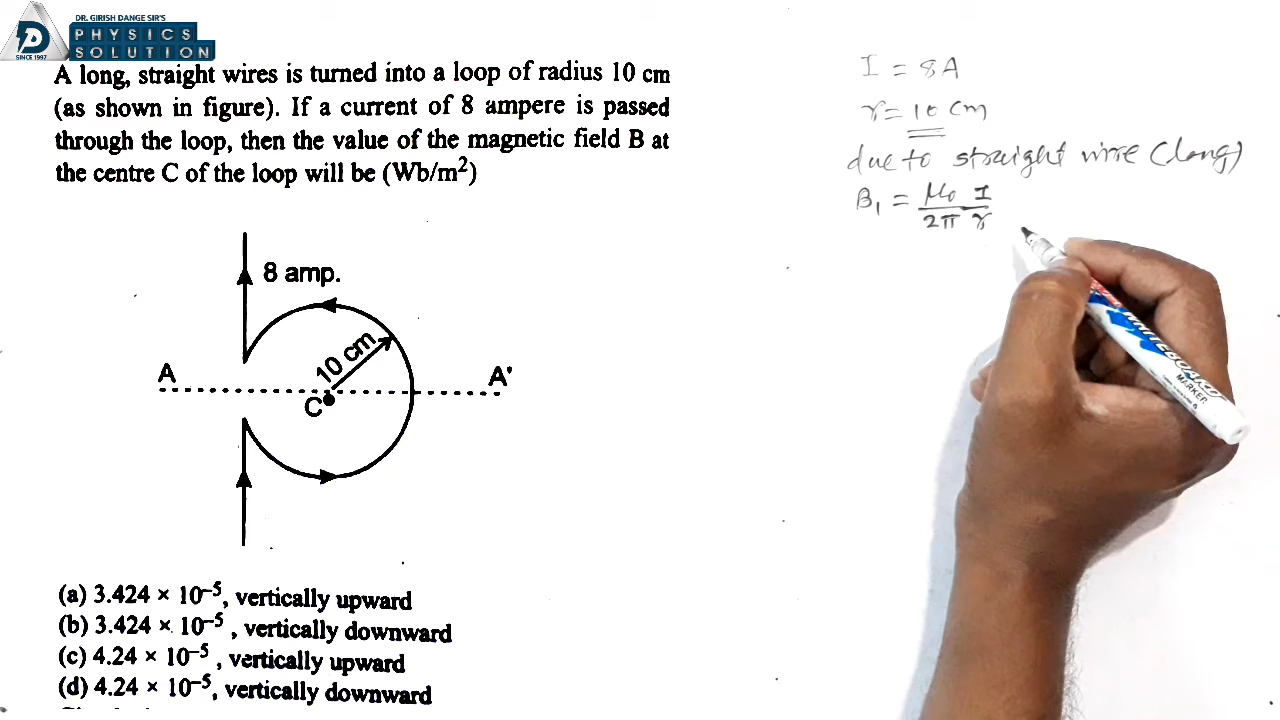 DR. GIRISH DANGE SIR'S
PHYSICS
SOLUTION
SINCE 1997
A long, straight wires is turned into a loop of radius 10 cm
(as shown in figure). If a current of 8 ampere is passed
through the loop, then the value of the magnetic field B at
the centre C of the loop will be (Wb/m²)
8 amp.
10 cm
A
A'
C
(a) 3.424 × 10⁻⁵, vertically upward
(b) 3.424 × 10⁻⁵ , vertically downward
(c) 4.24 × 10⁻⁵ , vertically upward
(d) 4.24 × 10⁻⁵, vertically downward
I = 8A
r = 10 cm
due to straight wire (long)
B₁ = μ₀ I
2π r
MARKER